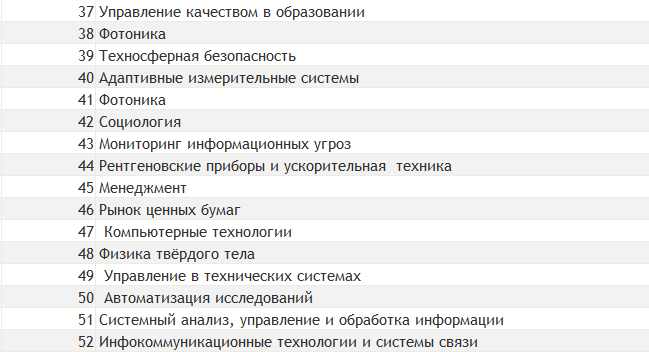 37 Управление качеством в образовании
38 Фотоника
39 Техносферная безопасность
40 Адаптивные измерительные системы
41 Фотоника
42 Социология
43 Мониторинг информационных угроз
44 Рентгеновские приборы и ускорительная  техника
45 Менеджмент
46 Рынок ценных бумаг
47  Компьютерные технологии
48 Физика твёрдого тела
49  Управление в технических системах
50  Автоматизация исследований
51 Системный анализ, управление и обработка информации
52 Инфокоммуникационные технологии и системы связи